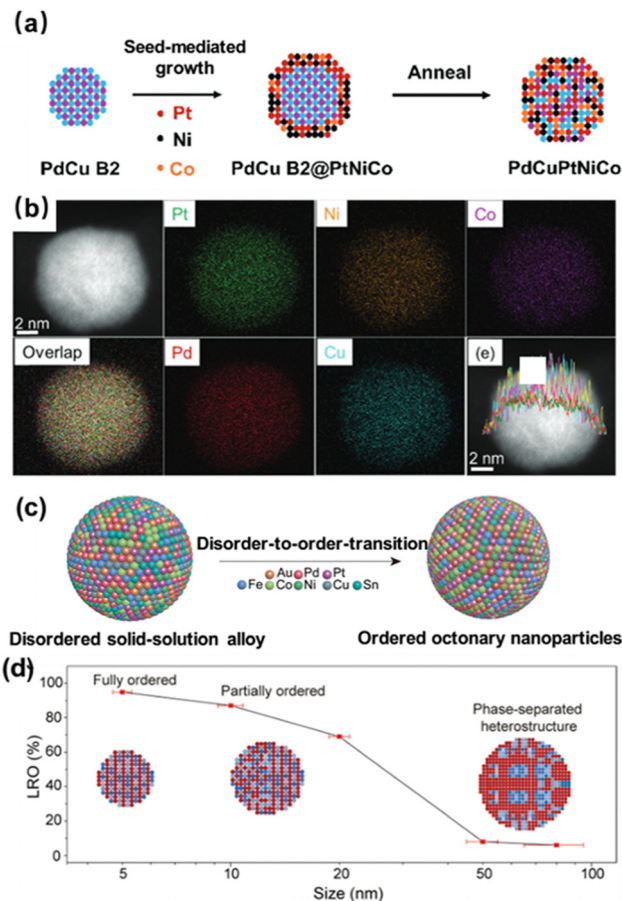 (a)
Seed-mediated
growth
Anneal
Pt
Ni
Co
PdCu B2
PdCu B2@PtNiCo
PdCuPtNiCo
(b)
Pt
Ni
Co
2 nm
Overlap
Pd
Cu
(e)
2 nm
(c)
Disorder-to-order-transition
Au Pd Pt
Fe Co Ni Cu Sn
Disordered solid-solution alloy
Ordered octonary nanoparticles
(d)
100
80
60
40
20
0
LRO (%)
Fully ordered
Partially ordered
Phase-separated
heterostructure
5
10
20
50
100
Size (nm)